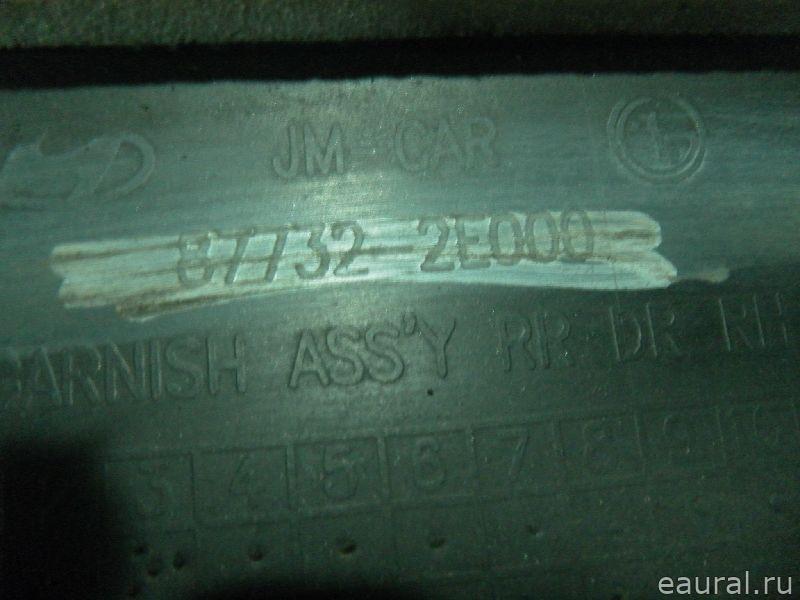 JM CAR
87732-2E000
GARNISH ASS'Y RR DR RH
3 4 5 6 7 8 9 10
eaural.ru